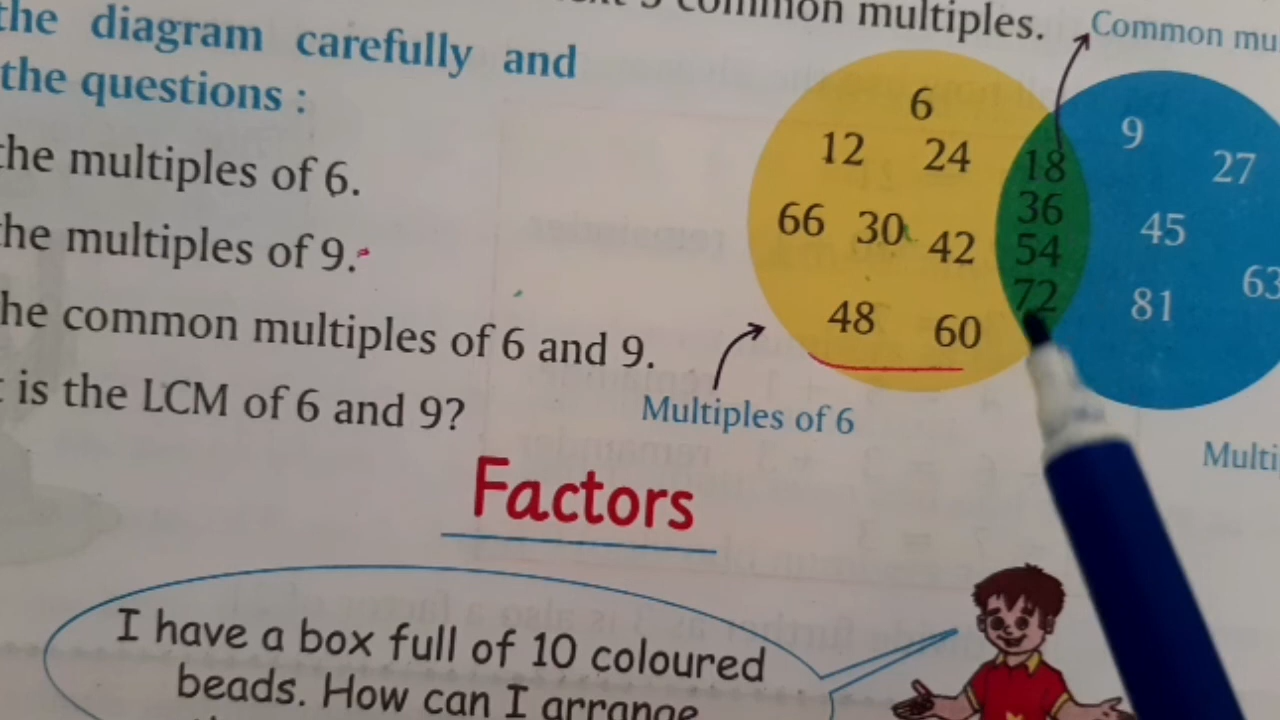 common multiples.
the diagram carefully and
the questions :
the multiples of 6.
the multiples of 9.
he common multiples of 6 and 9.
is the LCM of 6 and 9?
Common mu
6
12 24
66 30 42
48 60
18
36
54
72
9
27
45
63
81
Multiples of 6
Multi
Factors
I have a box full of 10 coloured
beads. How can I arrange